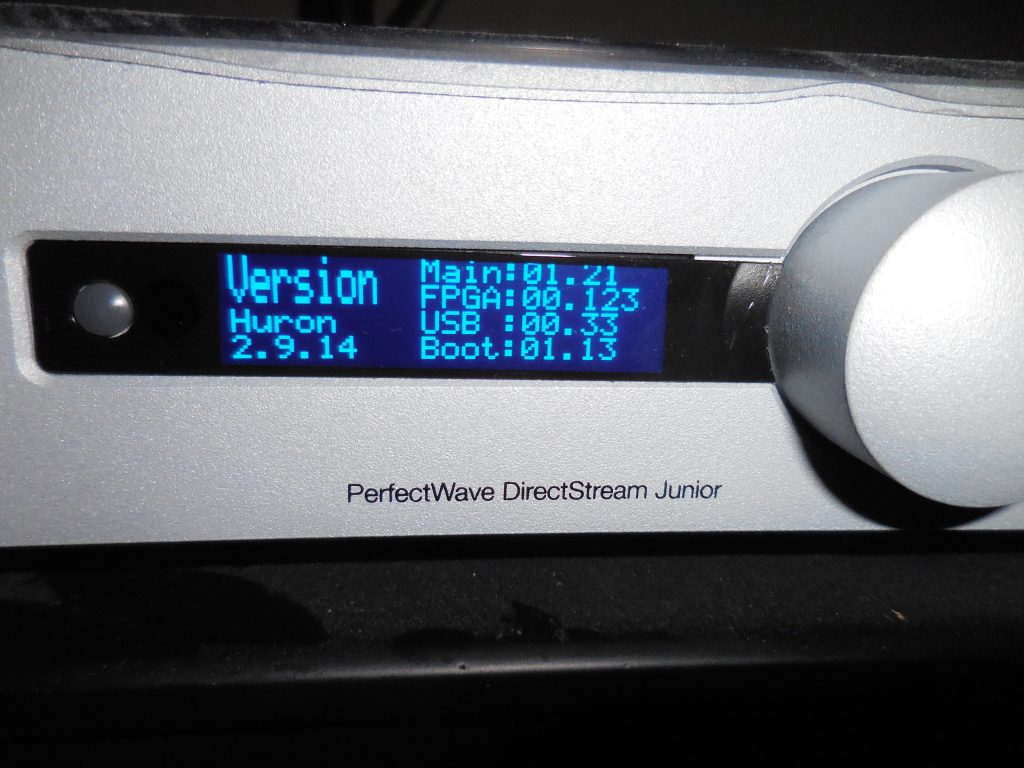 Version
Huron
2.9.14
Main:01.21
FPGA:00.123
USB :00.33
Boot:01.13
PerfectWave DirectStream Junior